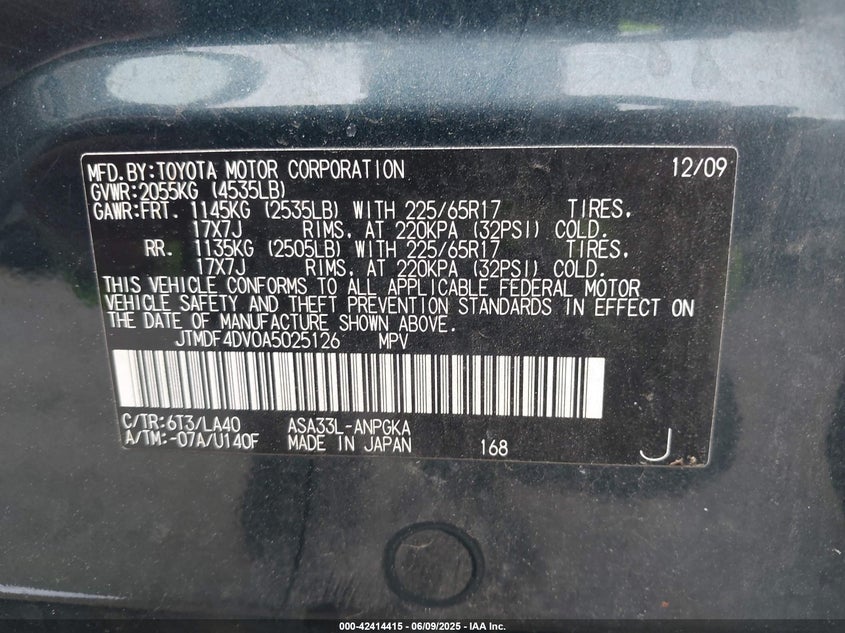 MFD.BY:TOYOTA MOTOR CORPORATION 12/09
GVWR:2055KG (4535LB)
GAWR:FRT. 1145KG (2535LB) WITH 225/65R17 TIRES,
17X7J RIMS, AT 220KPA (32PSI) COLD.
RR. 1135KG (2505LB) WITH 225/65R17 TIRES,
17X7J RIMS, AT 220KPA (32PSI) COLD.
THIS VEHICLE CONFORMS TO ALL APPLICABLE FEDERAL MOTOR
VEHICLE SAFETY AND THEFT PREVENTION STANDARDS IN EFFECT ON
THE DATE OF MANUFACTURE SHOWN ABOVE.
JTMDF4DV0A5025126 MPV
C/TR:6T3/LA40 ASA33L-ANPGKA
A/TM:-07A/U140F MADE IN JAPAN 168 J
000-42414415 - 06/09/2025 - IAA Inc.